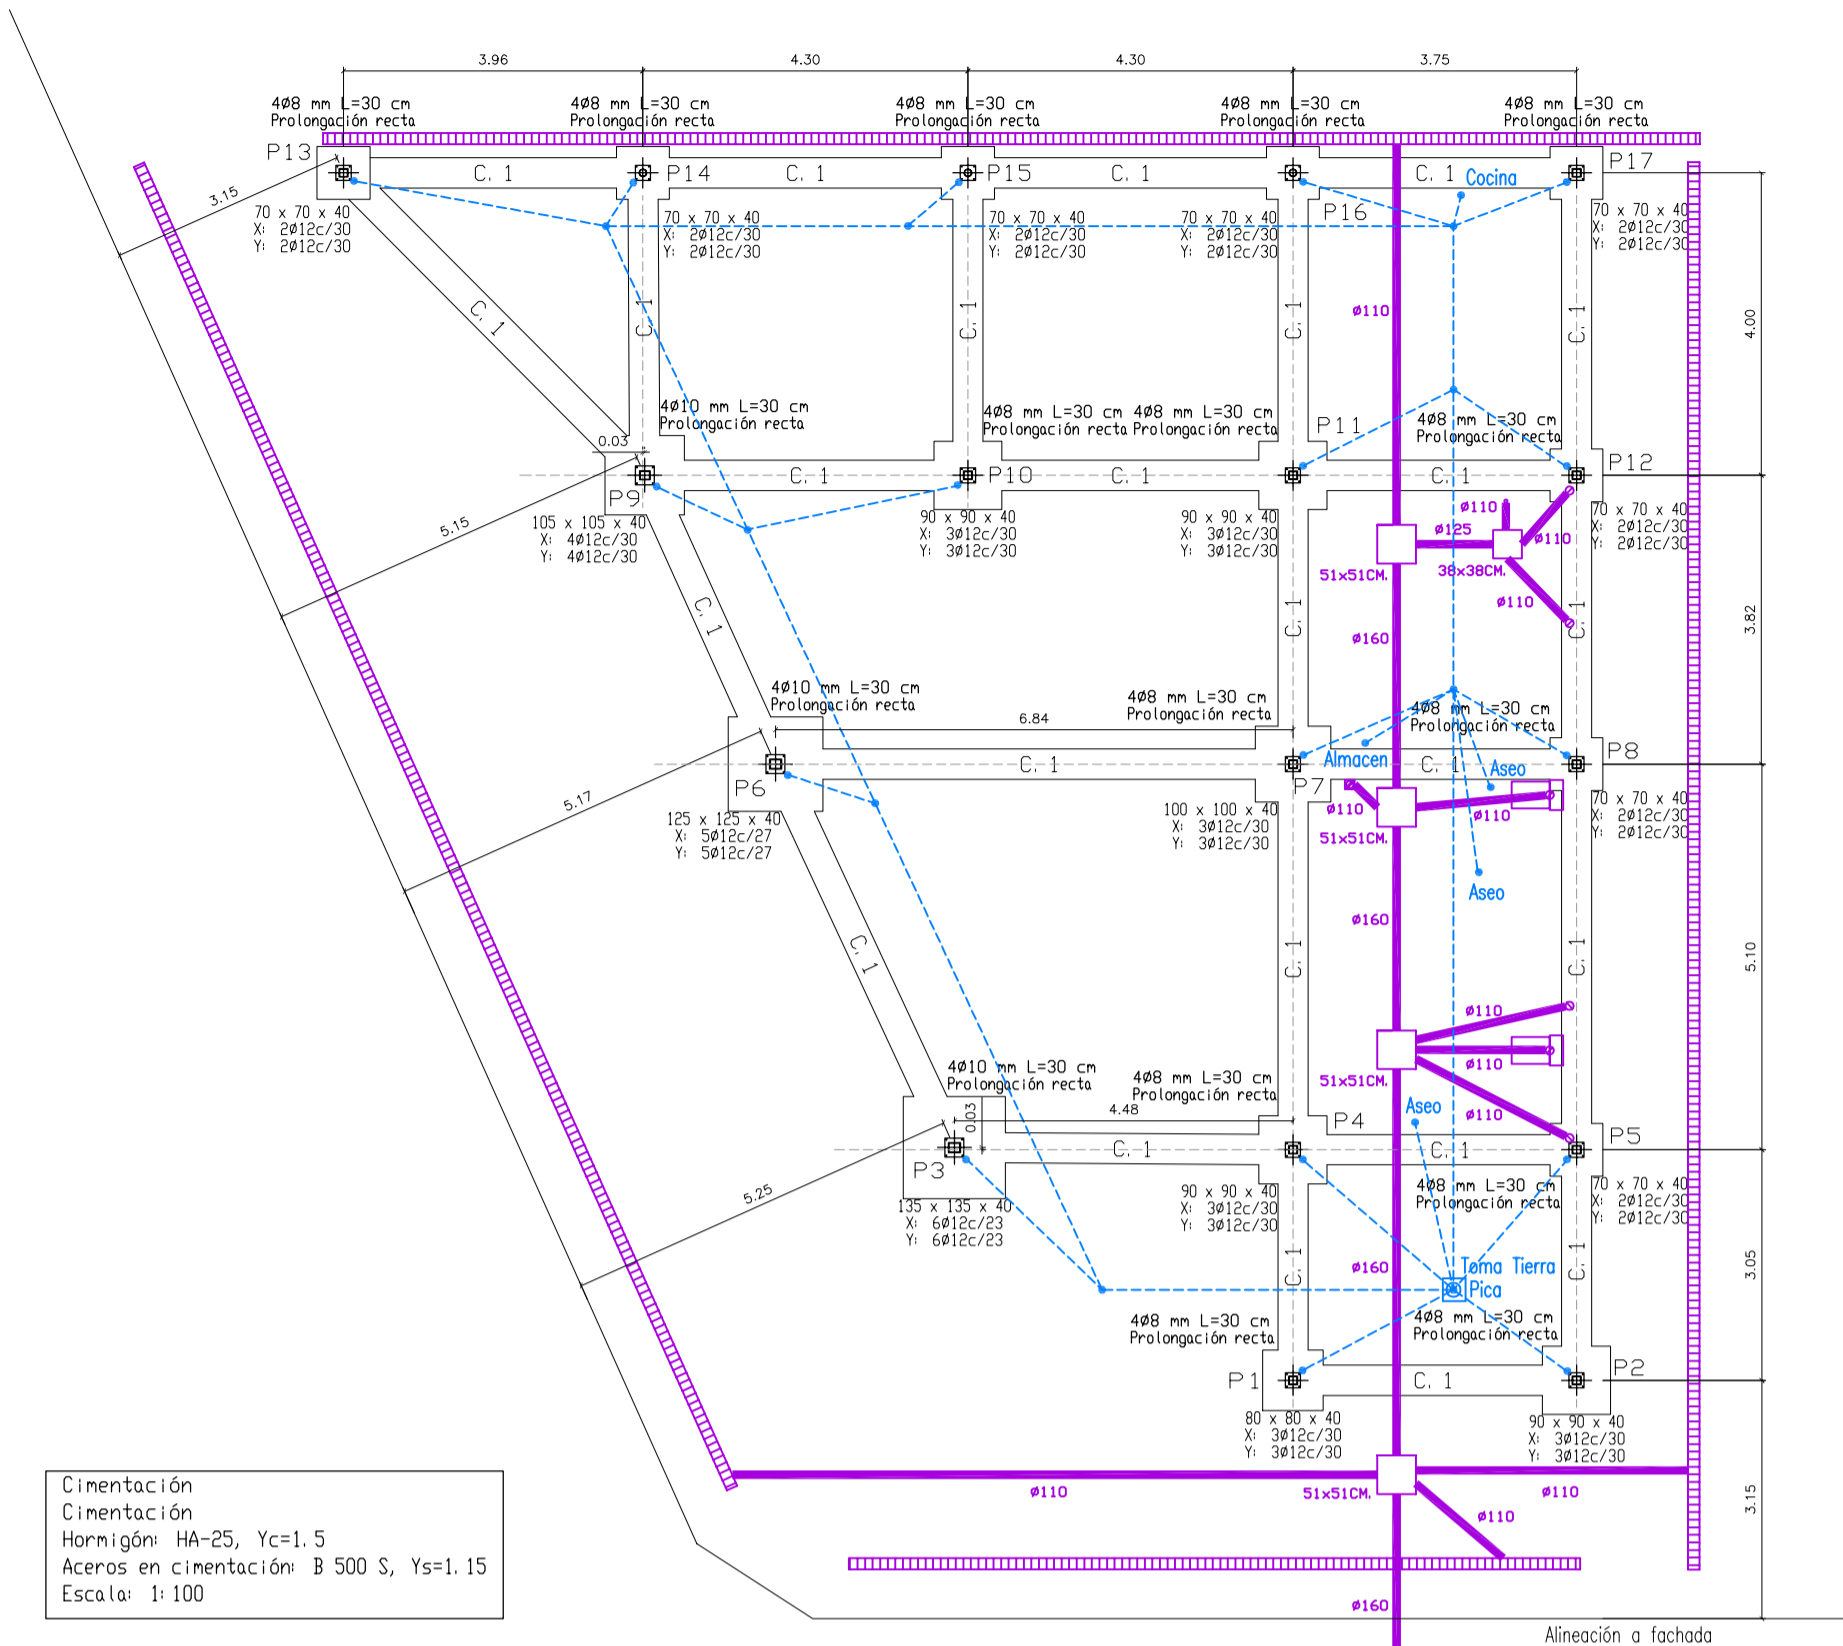 3.96
4.30
4.30
3.75
4Ø8 mm L=30 cm
Prolongación recta
4Ø8 mm L=30 cm
Prolongación recta
4Ø8 mm L=30 cm
Prolongación recta
4Ø8 mm L=30 cm
Prolongación recta
4Ø8 mm L=30 cm
Prolongación recta
P13
C. 1
P14
C. 1
P15
C. 1
P16
C. 1
Cocina
P17
3.15
70 x 70 x 40
X: 2Ø12c/30
Y: 2Ø12c/30
70 x 70 x 40
X: 2Ø12c/30
Y: 2Ø12c/30
70 x 70 x 40
X: 2Ø12c/30
Y: 2Ø12c/30
70 x 70 x 40
X: 2Ø12c/30
Y: 2Ø12c/30
70 x 70 x 40
X: 2Ø12c/30
Y: 2Ø12c/30
C. 1
C. 1
C. 1
C. 1
ø110
C. 1
4.00
4Ø10 mm L=30 cm
Prolongación recta
4Ø8 mm L=30 cm
Prolongación recta
4Ø8 mm L=30 cm
Prolongación recta
P11
4Ø8 mm L=30 cm
Prolongación recta
0.03
P9
C. 1
P10
C. 1
C. 1
P12
5.15
105 x 105 x 40
X: 4Ø12c/30
Y: 4Ø12c/30
90 x 90 x 40
X: 3Ø12c/30
Y: 3Ø12c/30
90 x 90 x 40
X: 3Ø12c/30
Y: 3Ø12c/30
ø110
ø125
ø110
70 x 70 x 40
X: 2Ø12c/30
Y: 2Ø12c/30
51x51CM.
38x38CM.
ø110
C. 1
C. 1
ø160
C. 1
3.82
4Ø10 mm L=30 cm
Prolongación recta
4Ø8 mm L=30 cm
Prolongación recta
4Ø8 mm L=30 cm
Prolongación recta
6.84
P6
C. 1
P7
Almacen
C. 1
Aseo
P8
5.17
125 x 125 x 40
X: 5Ø12c/27
Y: 5Ø12c/27
100 x 100 x 40
X: 3Ø12c/30
Y: 3Ø12c/30
ø110
51x51CM.
ø110
70 x 70 x 40
X: 2Ø12c/30
Y: 2Ø12c/30
Aseo
ø160
C. 1
C. 1
C. 1
5.10
ø110
ø110
51x51CM.
ø110
4Ø10 mm L=30 cm
Prolongación recta
4Ø8 mm L=30 cm
Prolongación recta
Aseo
0.03
4.48
P3
C. 1
P4
C. 1
P5
5.25
135 x 135 x 40
X: 6Ø12c/23
Y: 6Ø12c/23
90 x 90 x 40
X: 3Ø12c/30
Y: 3Ø12c/30
4Ø8 mm L=30 cm
Prolongación recta
70 x 70 x 40
X: 2Ø12c/30
Y: 2Ø12c/30
C. 1
ø160
Toma Tierra
Pica
C. 1
3.05
4Ø8 mm L=30 cm
Prolongación recta
4Ø8 mm L=30 cm
Prolongación recta
P1
C. 1
P2
80 x 80 x 40
X: 3Ø12c/30
Y: 3Ø12c/30
90 x 90 x 40
X: 3Ø12c/30
Y: 3Ø12c/30
ø110
51x51CM.
ø110
ø110
3.15
ø160
Alineación a fachada
Cimentación
Cimentación
Hormigón: HA-25, Yc=1.5
Aceros en cimentación: B 500 S, Ys=1.15
Escala: 1:100